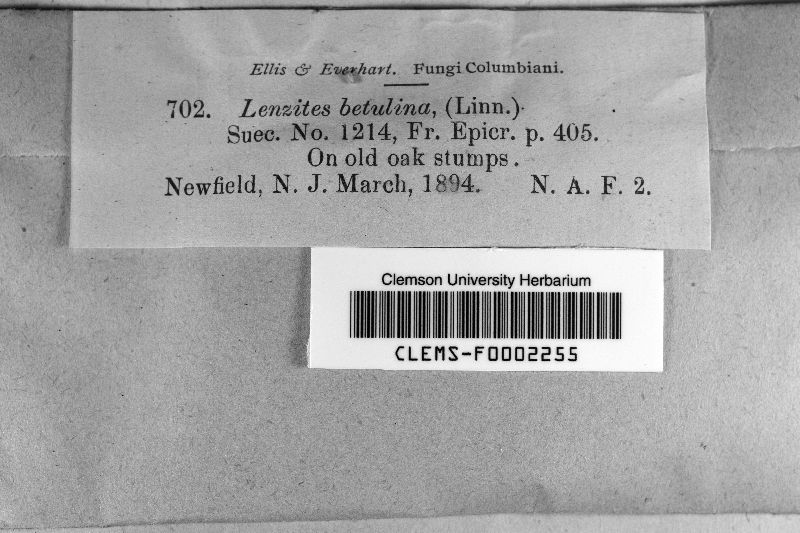 Ellis & Everhart. Fungi Columbiani.
702. Lenzites betulina, (Linn.)
Suec. No. 1214, Fr. Epicr. p. 405.
On old oak stumps.
Newfield, N. J. March, 1894. N. A. F. 2.
Clemson University Herbarium
CLEMS-F0002255